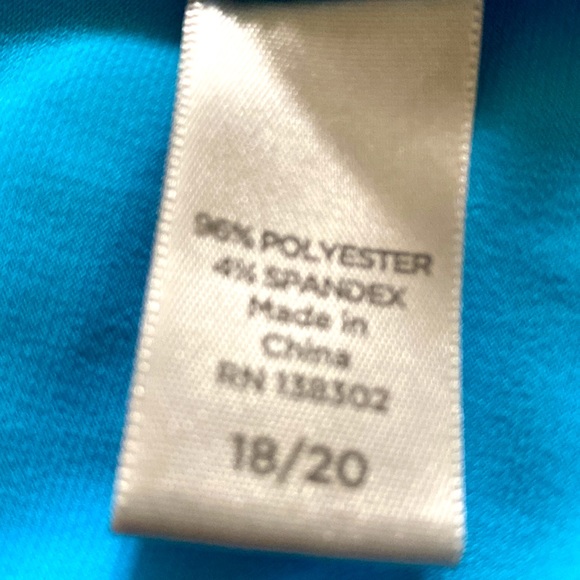 96% POLYESTER
4% SPANDEX
Made in
China
RN 138302
18/20